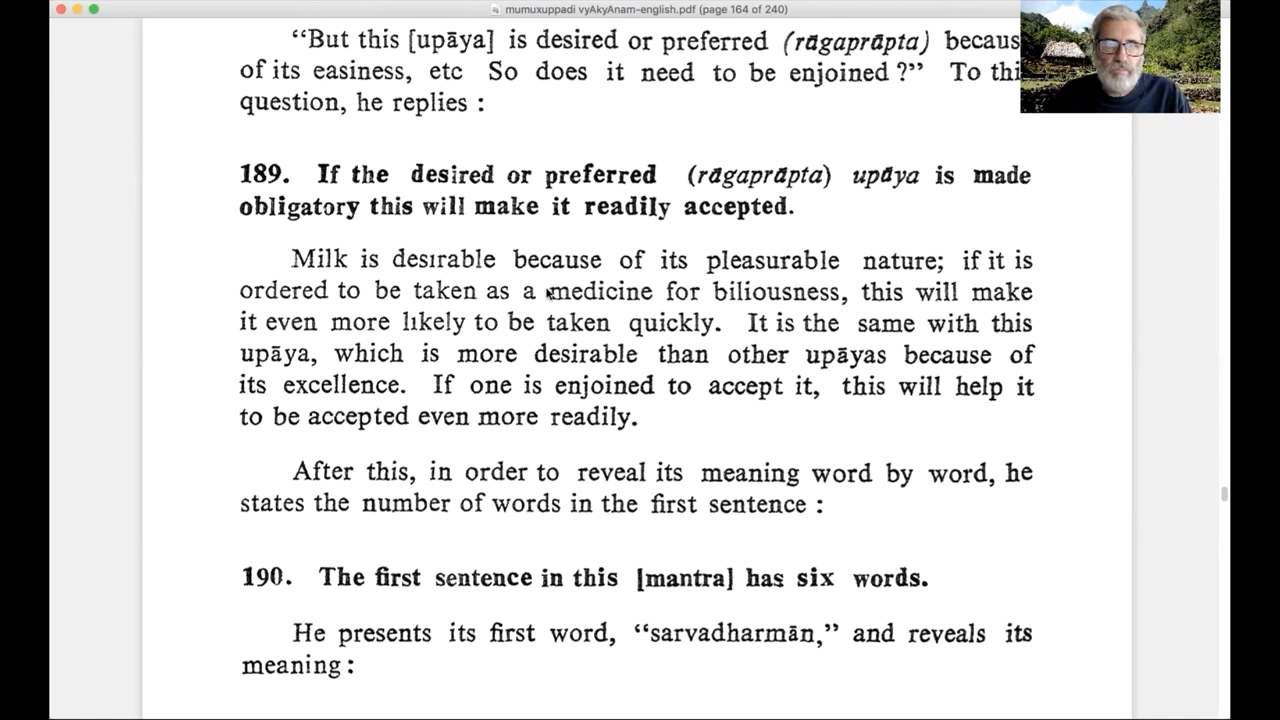 mumuxuppadi vyAkyAnam-english.pdf (page 164 of 240)
“But this [upāya] is desired or preferred (rāgaprāpta)
of its easiness, etc So does it need to be enjoined ?” To
question, he replies :
189. If the desired or preferred (rāgaprāpta) upāya is made
obligatory this will make it readily accepted.
Milk is desirable because of its pleasurable nature; if it is
ordered to be taken as a medicine for biliousness, this will make
it even more likely to be taken quickly. It is the same with this
upāya, which is more desirable than other upāyas because of
its excellence. If one is enjoined to accept it, this will help it
to be accepted even more readily.
After this, in order to reveal its meaning word by word, he
states the number of words in the first sentence :
190. The first sentence in this [mantra] has six words.
He presents its first word, “sarvadharmān,” and reveals its
meaning :